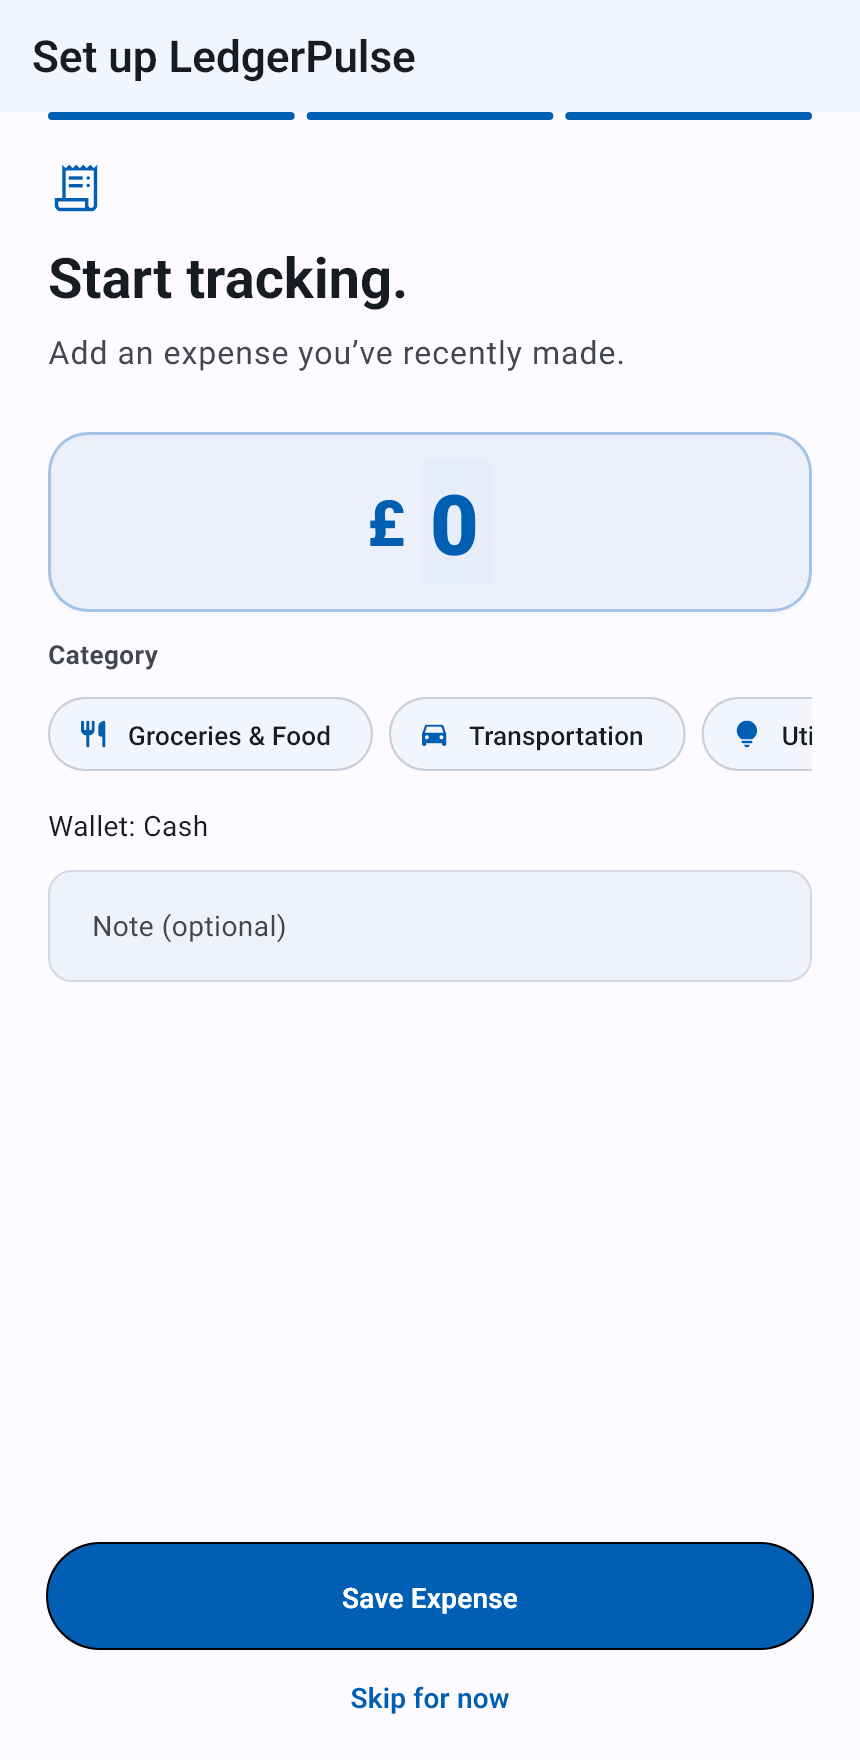 Set up LedgerPulse
Start tracking.
Add an expense you’ve recently made.
£ 0
Category
Groceries & Food
Transportation
Uti
Wallet: Cash
Note (optional)
Save Expense
Skip for now